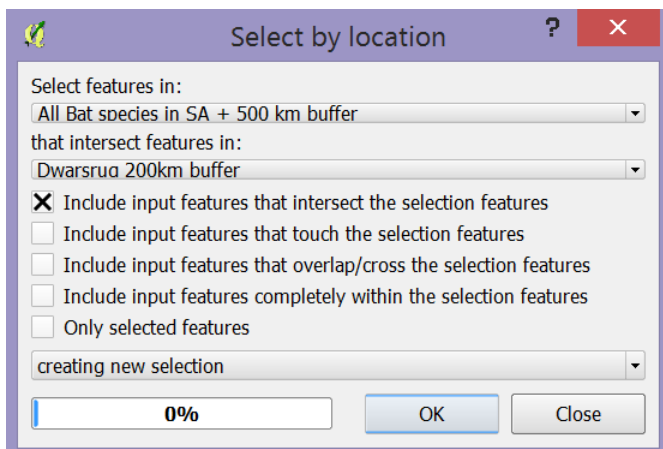 Select by location
?
Select features in:
All Bat species in SA + 500 km buffer
that intersect features in:
Dwarsrug 200km buffer
Include input features that intersect the selection features
Include input features that touch the selection features
Include input features that overlap/cross the selection features
Include input features completely within the selection features
Only selected features
creating new selection
0%
OK
Close